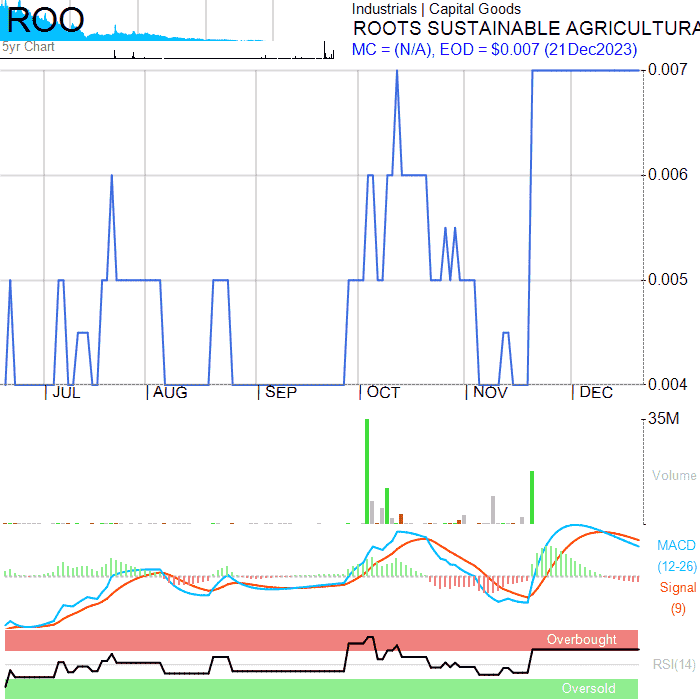 ROO
5yr Chart
Industrials | Capital Goods
ROOTS SUSTAINABLE AGRICULTURA
MC = (N/A), EOD = $0.007 (21Dec2023)
0.007
0.006
0.005
0.004
JUL
AUG
SEP
OCT
NOV
DEC
35M
Volume
MACD
(12-26)
Signal
(9)
Overbought
RSI(14)
Oversold